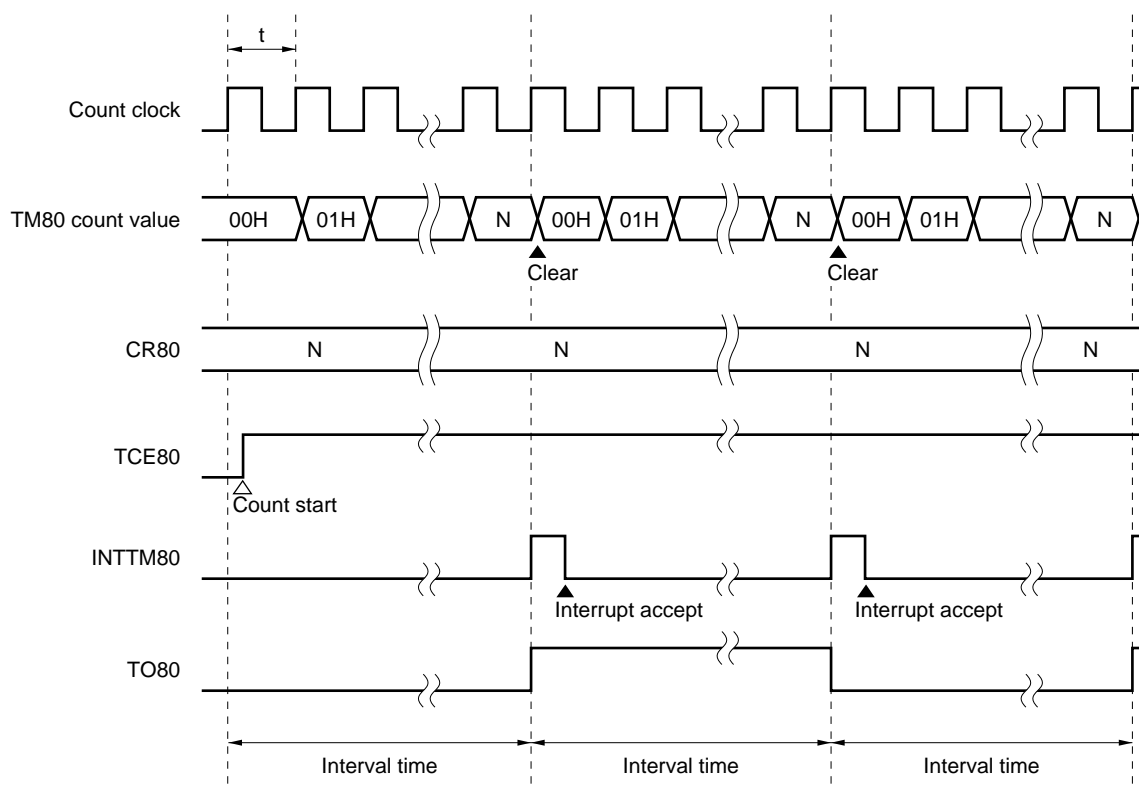 t
Count clock
TM80 count value 00H 01H N 00H 01H N 00H 01H N
Clear Clear
CR80 N N N N
TCE80
Count start
INTTM80
Interrupt accept Interrupt accept
TO80
Interval time Interval time Interval time